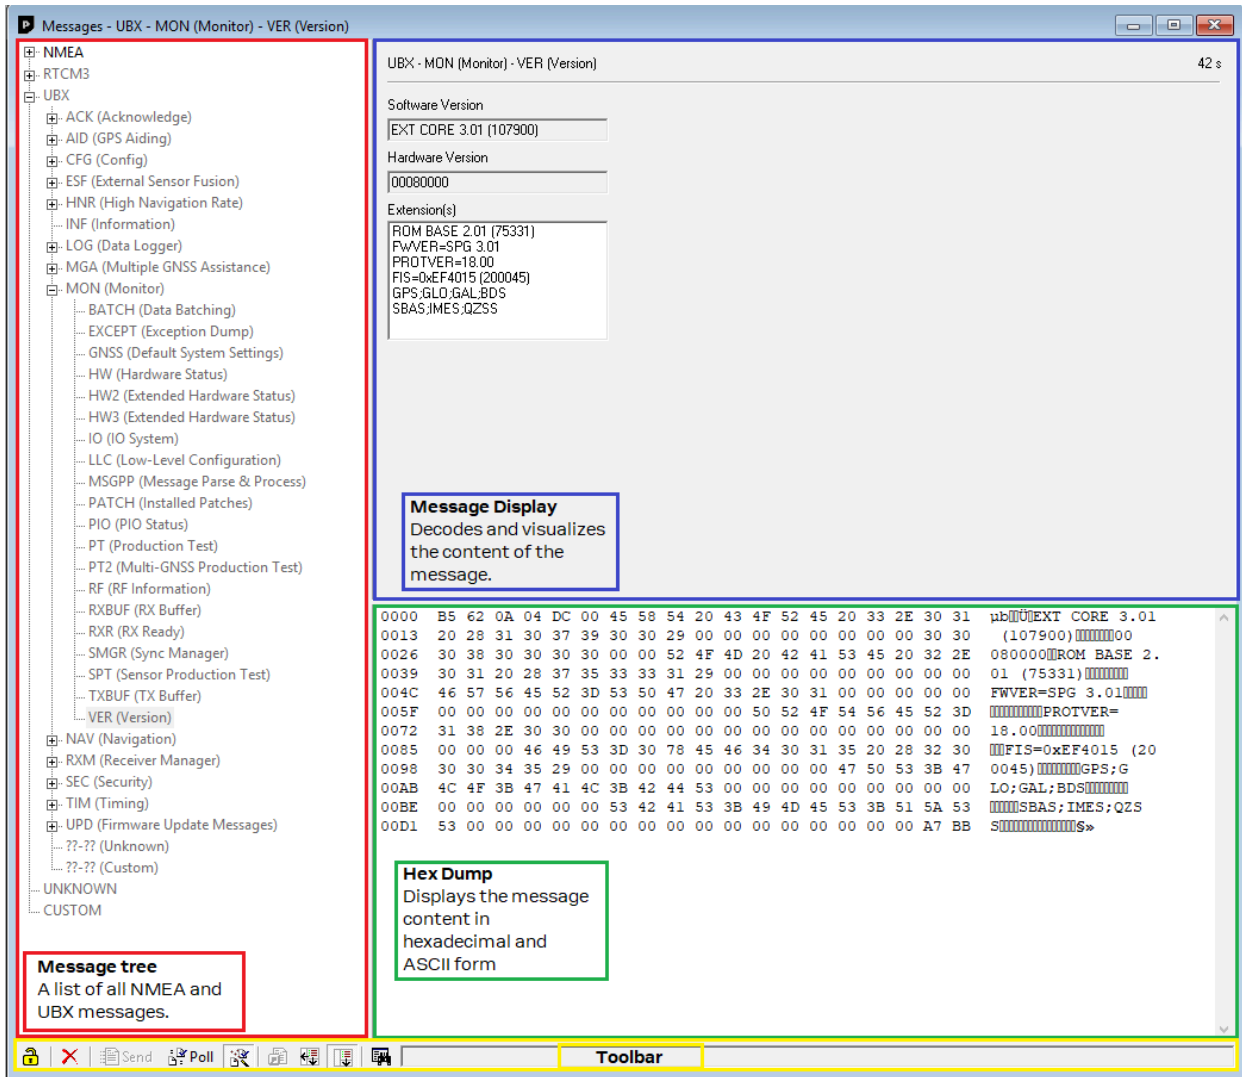 Messages - UBX - MON (Monitor) - VER (Version)
NMEA
RTCM3
UBX
ACK (Acknowledge)
AID (GPS Aiding)
CFG (Config)
ESF (External Sensor Fusion)
HNR (High Navigation Rate)
INF (Information)
LOG (Data Logger)
MGA (Multiple GNSS Assistance)
MON (Monitor)
BATCH (Data Batching)
EXCEPT (Exception Dump)
GNSS (Default System Settings)
HW (Hardware Status)
HW2 (Extended Hardware Status)
HW3 (Extended Hardware Status)
IO (IO System)
LLC (Low-Level Configuration)
MSGPP (Message Parse & Process)
PATCH (Installed Patches)
PIO (PIO Status)
PT (Production Test)
PT2 (Multi-GNSS Production Test)
RF (RF Information)
RXBUF (RX Buffer)
RXR (RX Ready)
SMGR (Sync Manager)
SPT (Sensor Production Test)
TXBUF (TX Buffer)
VER (Version)
NAV (Navigation)
RXM (Receiver Manager)
SEC (Security)
TIM (Timing)
UPD (Firmware Update Messages)
??-?? (Unknown)
??-?? (Custom)
UNKNOWN
CUSTOM
Message tree
A list of all NMEA and
UBX messages.
UBX - MON (Monitor) - VER (Version) 42 s
Software Version
EXT CORE 3.01 (107900)
Hardware Version
00080000
Extension(s)
ROM BASE 2.01 (75331)
FWVER=SPG 3.01
PROTVER=18.00
FIS=0xEF4015 (200045)
GPS;GLO;GAL;BDS
SBAS;IMES;QZSS
Message Display
Decodes and visualizes
the content of the
message.
0000 B5 62 0A 04 DC 00 45 58 54 20 43 4F 52 45 20 33 2E 30 31 µb▯▯Ü▯EXT CORE 3.01
0013 20 28 31 30 37 39 30 30 29 00 00 00 00 00 00 00 00 30 30 (107900)▯▯▯▯▯▯▯▯00
0026 30 38 30 30 30 30 00 00 52 4F 4D 20 42 41 53 45 20 32 2E 080000▯▯ROM BASE 2.
0039 30 31 20 28 37 35 33 33 31 29 00 00 00 00 00 00 00 00 00 01 (75331)▯▯▯▯▯▯▯▯▯
004C 46 57 56 45 52 3D 53 50 47 20 33 2E 30 31 00 00 00 00 00 FWVER=SPG 3.01▯▯▯▯▯
005F 00 00 00 00 00 00 00 00 00 00 00 50 52 4F 54 56 45 52 3D ▯▯▯▯▯▯▯▯▯▯▯PROTVER=
0072 31 38 2E 30 30 00 00 00 00 00 00 00 00 00 00 00 00 00 00 18.00▯▯▯▯▯▯▯▯▯▯▯▯▯▯
0085 00 00 00 46 49 53 3D 30 78 45 46 34 30 31 35 20 28 32 30 ▯▯▯FIS=0xEF4015 (20
0098 30 30 34 35 29 00 00 00 00 00 00 00 00 00 47 50 53 3B 47 0045)▯▯▯▯▯▯▯▯▯GPS;G
00AB 4C 4F 3B 47 41 4C 3B 42 44 53 00 00 00 00 00 00 00 00 00 LO;GAL;BDS▯▯▯▯▯▯▯▯▯
00BE 00 00 00 00 00 00 53 42 41 53 3B 49 4D 45 53 3B 51 5A 53 ▯▯▯▯▯▯SBAS;IMES;QZS
00D1 53 00 00 00 00 00 00 00 00 00 00 00 00 00 00 00 00 A7 BB S▯▯▯▯▯▯▯▯▯▯▯▯▯▯▯▯§»
Hex Dump
Displays the message
content in
hexadecimal and
ASCII form
Send Poll Toolbar